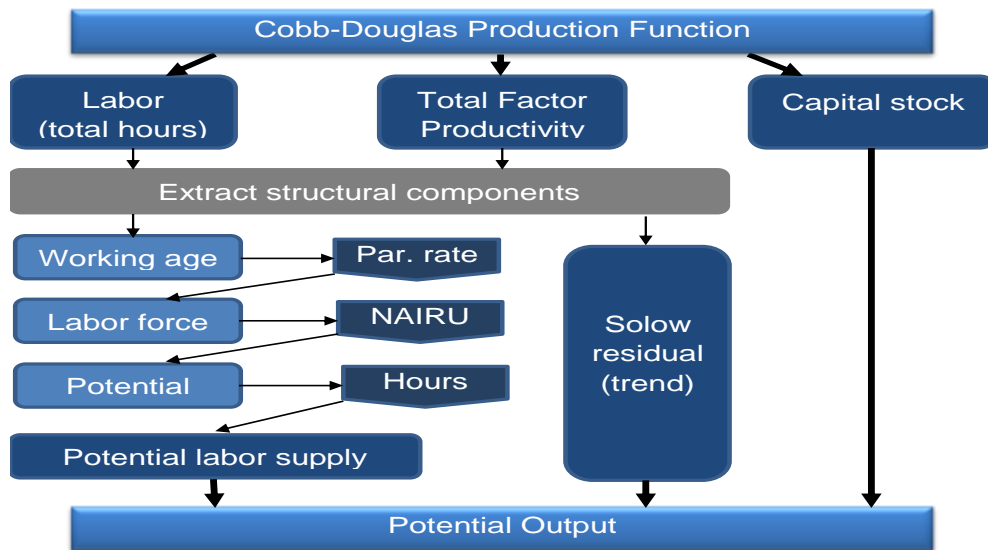 Cobb-Douglas Production Function
Labor
(total hours)
Total Factor
Productivity
Capital stock
Extract structural components
Working age
Par. rate
Labor force
NAIRU
Potential
Hours
Solow
residual
(trend)
Potential labor supply
Potential Output